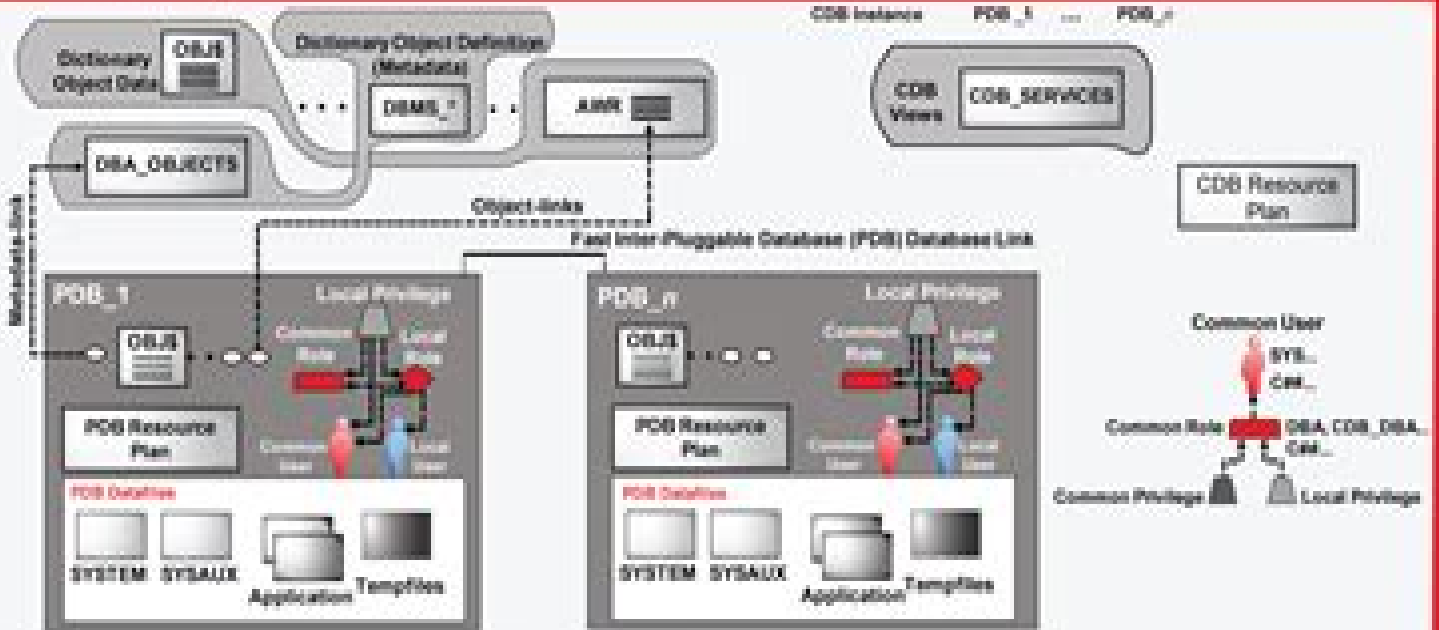 CDB Instance PDB_1 ... PDB_n
Dictionary
Object Data
OBJ$
Dictionary Object Definition
(Metadata)
DBMS_*
AWR
CDB
Views
CDB_SERVICES
DBA_OBJECTS
CDB Resource
Plan
Metadata-link
Object-links
Fast Inter-Pluggable Database (PDB) Database Link
PDB_1
Local Privilege
Common
Role
Local
Role
OBJ$
PDB Resource
Plan
Common
User
Local
User
PDB Datafiles
SYSTEM
SYSAUX
Application
Tempfiles
PDB_n
Local Privilege
Common
Role
Local
Role
OBJ$
PDB Resource
Plan
Common
User
Local
User
PDB Datafiles
SYSTEM
SYSAUX
Application
Tempfiles
Common User
SYS...
C##...
Common Role
DBA, CDB_DBA...
C##...
Common Privilege
Local Privilege